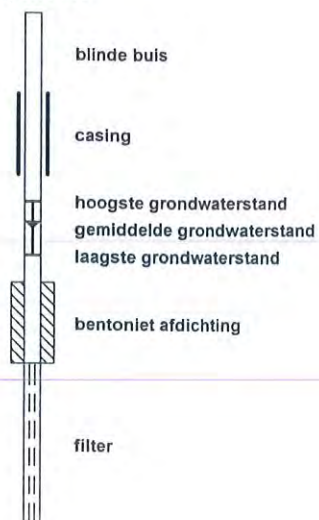 blinde buis
casing
hoogste grondwaterstand
gemiddelde grondwaterstand
laagste grondwaterstand
bentoniet afdichting
filter